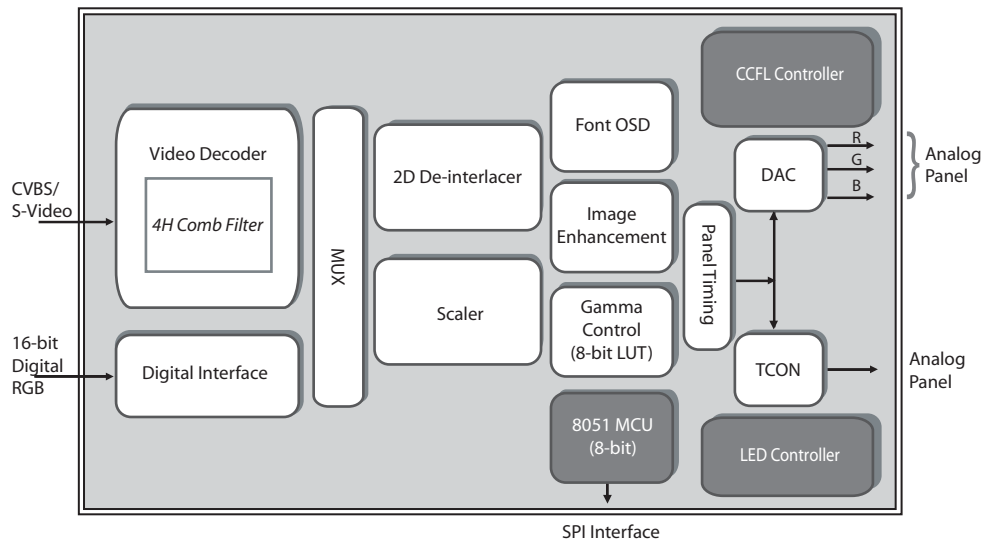 CCFL Controller
Font OSD
Video Decoder
4H Comb Filter
2D De-interlacer
DAC
R
G
B
Analog
Panel
CVBS/
S-Video
Image
Enhancement
MUX
Panel Timing
Scaler
Gamma
Control
(8-bit LUT)
16-bit
Digital
RGB
Digital Interface
TCON
Analog
Panel
8051 MCU
(8-bit)
LED Controller
SPI Interface